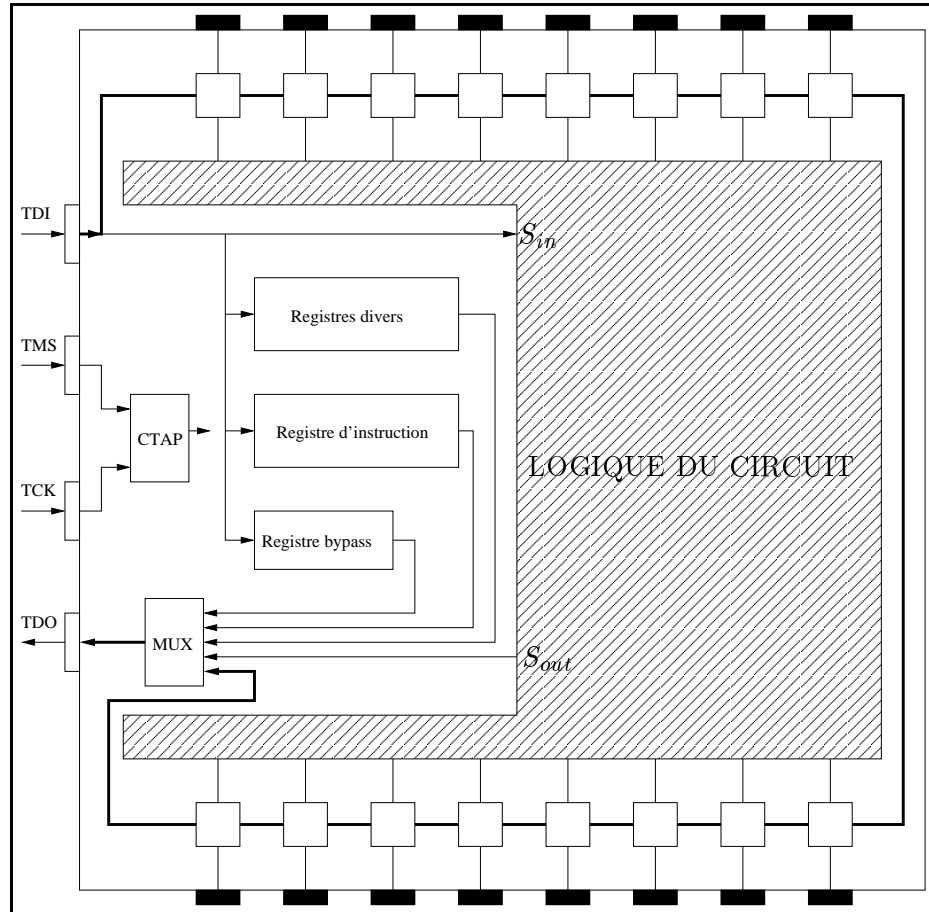 TDI
S_in
Registres divers
TMS
Registre d'instruction
CTAP
LOGIQUE DU CIRCUIT
TCK
Registre bypass
TDO
MUX
S_out